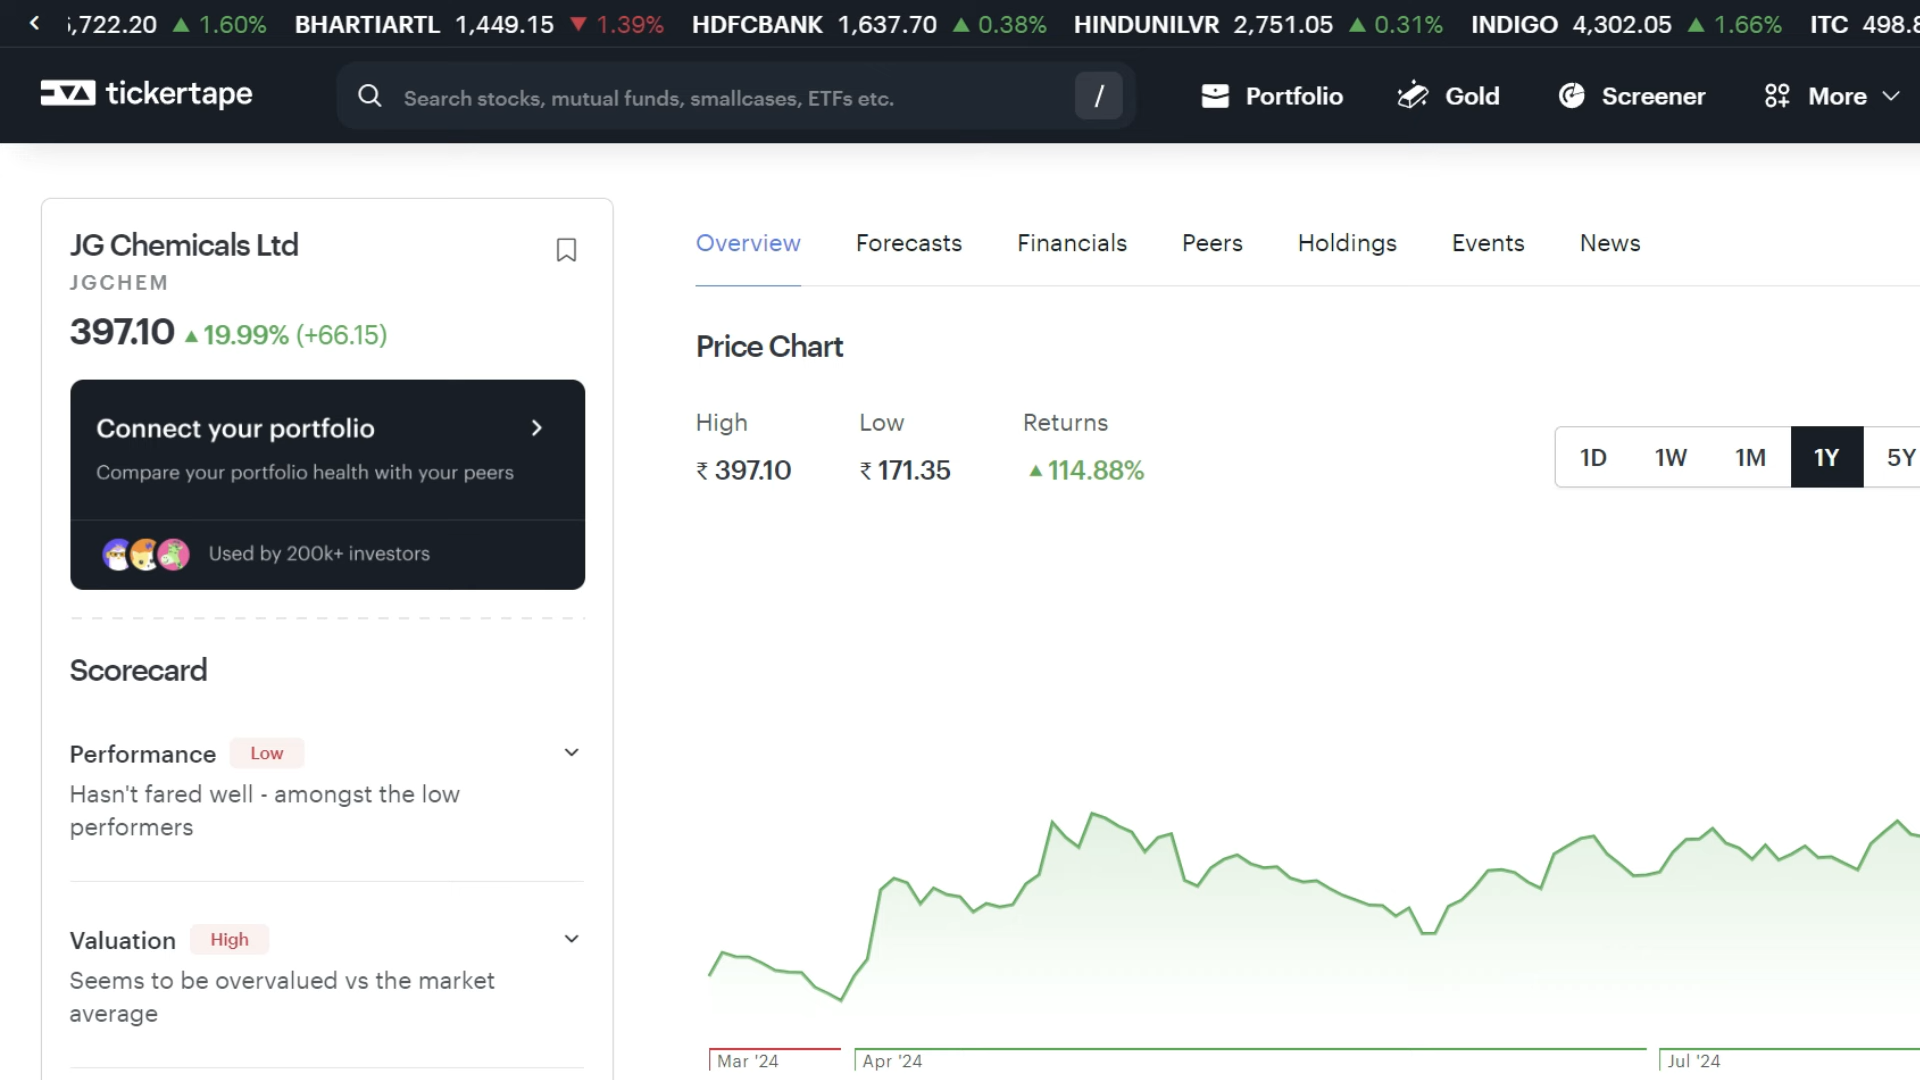 ,722.20 ▲ 1.60% BHARTIARTL 1,449.15 ▼ 1.39% HDFCBANK 1,637.70 ▲ 0.38% HINDUNILVR 2,751.05 ▲ 0.31% INDIGO 4,302.05 ▲ 1.66% ITC 498.8
tickertape Search stocks, mutual funds, smallcases, ETFs etc. / Portfolio Gold Screener More
JG Chemicals Ltd
JGCHEM
397.10 ▲ 19.99% (+66.15)
Connect your portfolio
Compare your portfolio health with your peers
Used by 200k+ investors
Scorecard
Performance Low
Hasn't fared well - amongst the low
performers
Valuation High
Seems to be overvalued vs the market
average
Overview Forecasts Financials Peers Holdings Events News
Price Chart
High Low Returns
₹ 397.10 ₹ 171.35 ▲ 114.88%
1D 1W 1M 1Y 5Y
Mar '24 Apr '24 Jul '24